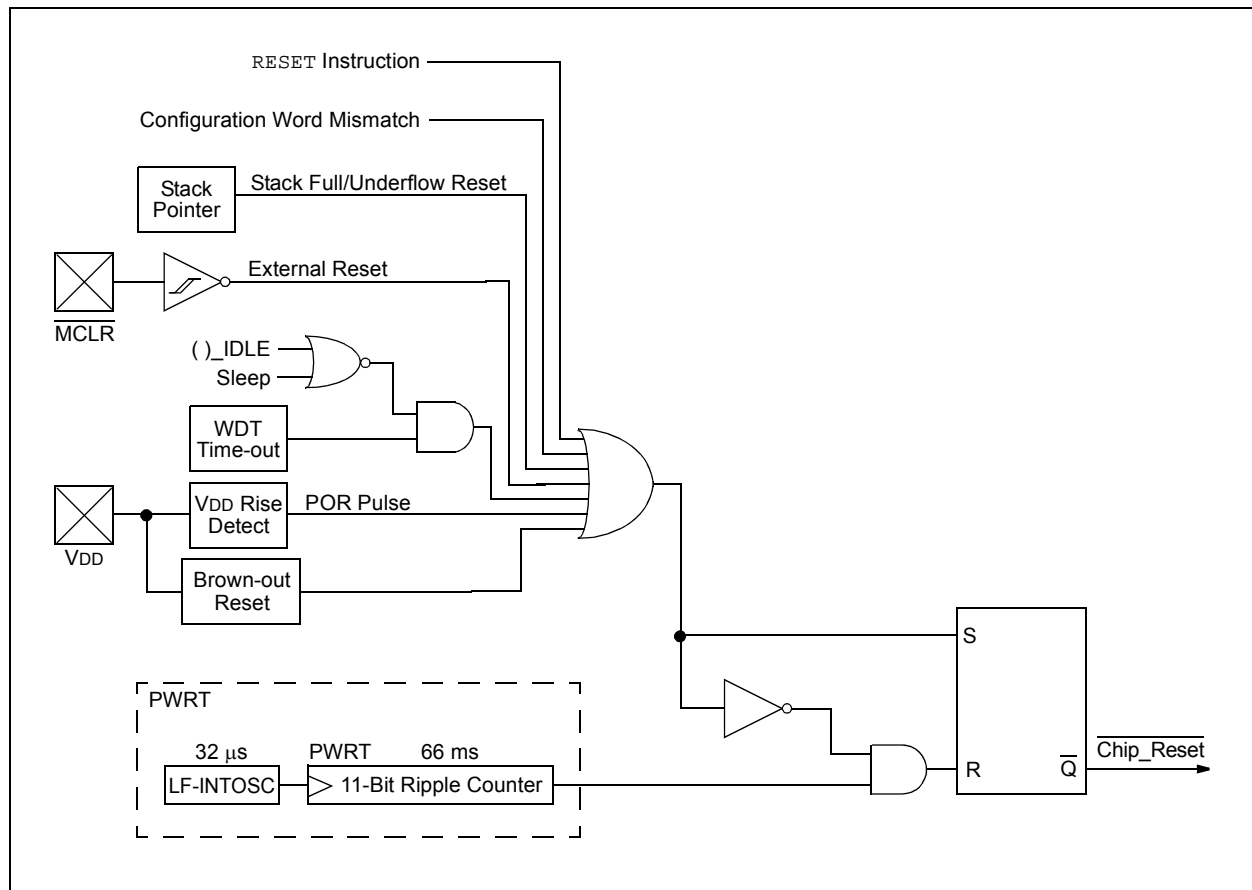 RESET Instruction
Configuration Word Mismatch
Stack
Pointer
Stack Full/Underflow Reset
External Reset
MCLR
( )_IDLE
Sleep
WDT
Time-out
VDD Rise
Detect
POR Pulse
VDD
Brown-out
Reset
S
PWRT
32 μs
PWRT
66 ms
LF-INTOSC
11-Bit Ripple Counter
R
Q
Chip_Reset